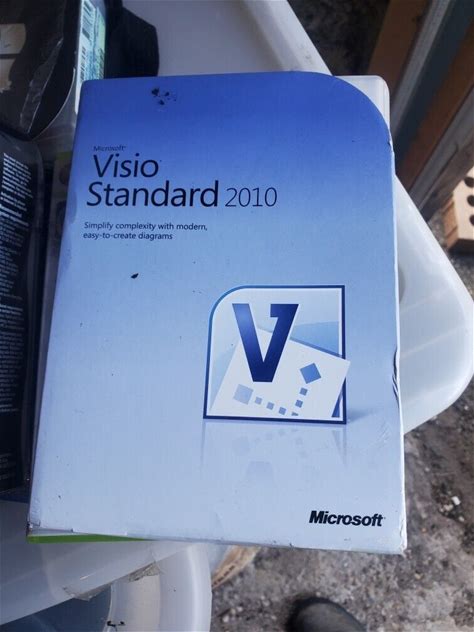 Microsoft®
Visio®
Standard 2010
Simplify complexity with modern,
easy-to-create diagrams
V
Microsoft®